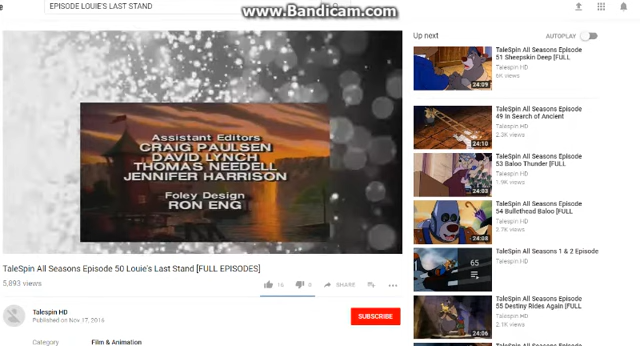 EPISODE LOUIE'S LAST STAND
www.Bandicam.com
Up next
AUTOPLAY
Assistant Editors
CRAIG PAULSEN
DAVID LYNCH
THOMAS NEEDELL
JENNIFER HARRISON
Foley Design
RON ENG
TaleSpin All Seasons Episode 50 Louie's Last Stand [FULL EPISODES]
5,893 views
16
0
SHARE
Talespin HD
Published on Nov 17, 2016
SUBSCRIBE
Category
Film & Animation
TaleSpin All Seasons Episode
51 Sheepskin Deep [FULL
Talespin HD
6K views
24:09
TaleSpin All Seasons Episode
49 In Search of Ancient
Talespin HD
2.3K views
24:10
TaleSpin All Seasons Episode
53 Baloo Thunder [FULL
Talespin HD
1.9K views
24:03
TaleSpin All Seasons Episode
54 Bullethead Baloo [FULL
Talespin HD
3.7K views
24:08
TaleSpin All Seasons 1 & 2 Episode
Talespin HD
65
TaleSpin All Seasons Episode
55 Destiny Rides Again [FULL
Talespin HD
2.1K views
24:06